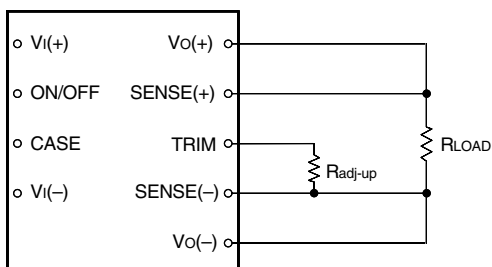 VI(+)
VO(+)
ON/OFF
SENSE(+)
CASE
TRIM
RLOAD
Radj-up
VI(–)
SENSE(–)
VO(–)